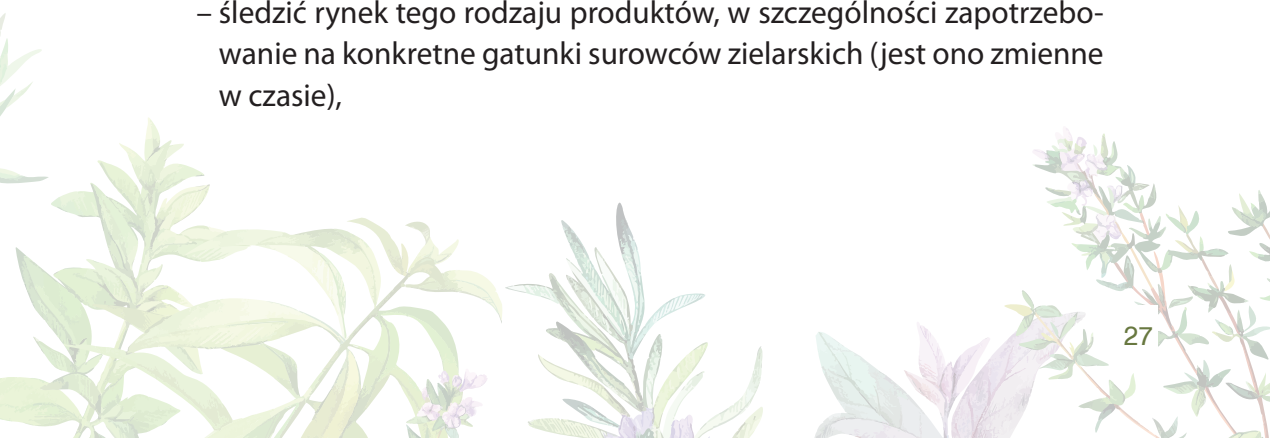 – śledzić rynek tego rodzaju produktów, w szczególności zapotrzebo-
wanie na konkretne gatunki surowców zielarskich (jest ono zmienne
w czasie),
27